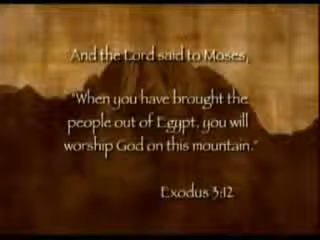 And the Lord said to Moses,
"When you have brought the
people out of Egypt, you will
worship God on this mountain."
Exodus 3:12